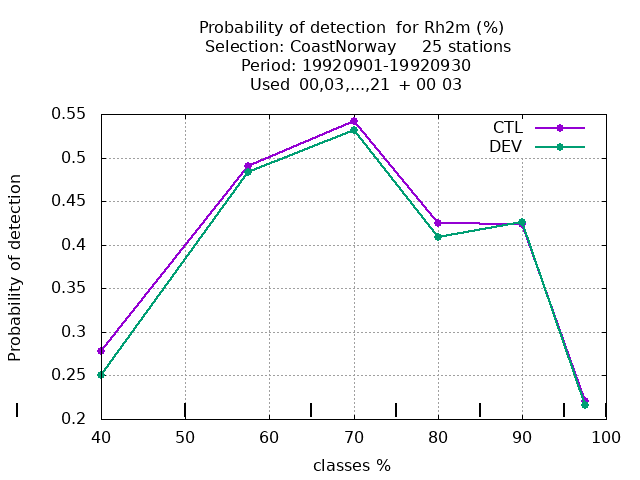 Probability of detection for Rh2m (%)
Selection: CoastNorway 25 stations
Period: 19920901-19920930
Used 00,03,...,21 + 00 03
CTL
DEV
0.55
0.5
0.45
0.4
0.35
0.3
0.25
0.2
Probability of detection
40 50 60 70 80 90 100
classes %